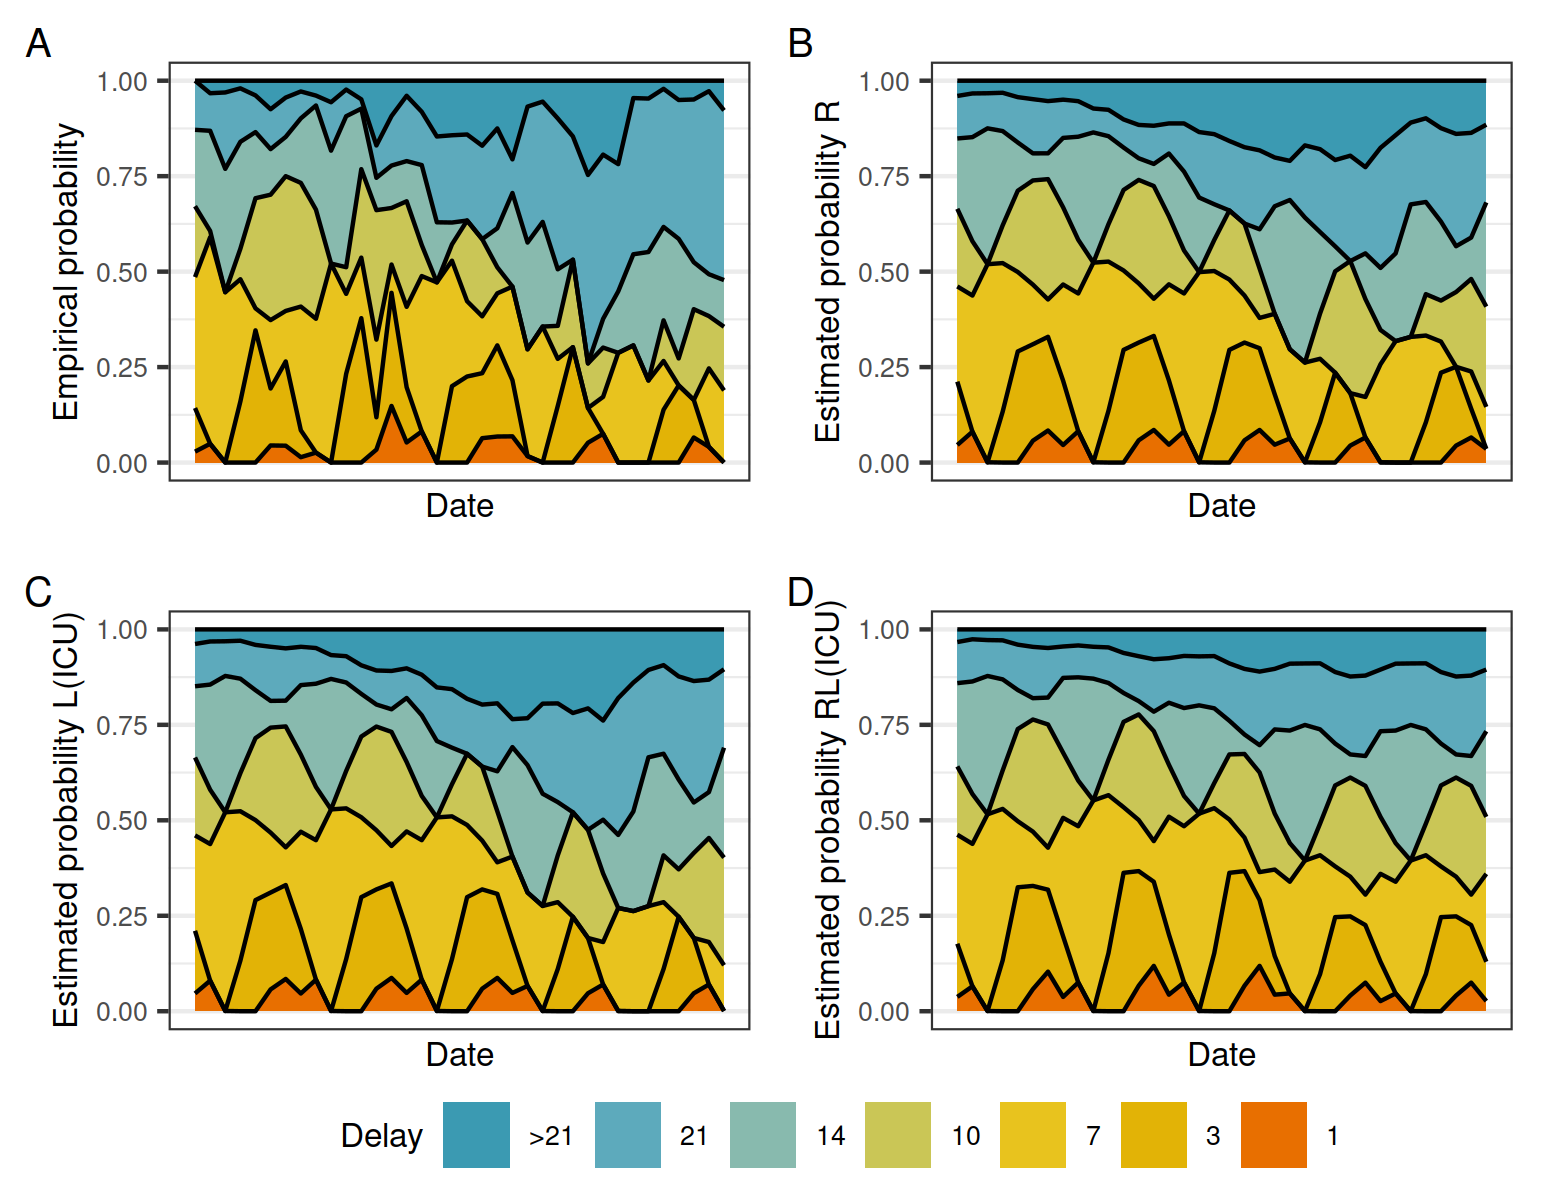 A
Empirical probability
1.00
0.75
0.50
0.25
0.00
Date
B
Estimated probability R
1.00
0.75
0.50
0.25
0.00
Date
C
Estimated probability L(ICU)
1.00
0.75
0.50
0.25
0.00
Date
D
Estimated probability RL(ICU)
1.00
0.75
0.50
0.25
0.00
Date
Delay >21 21 14 10 7 3 1